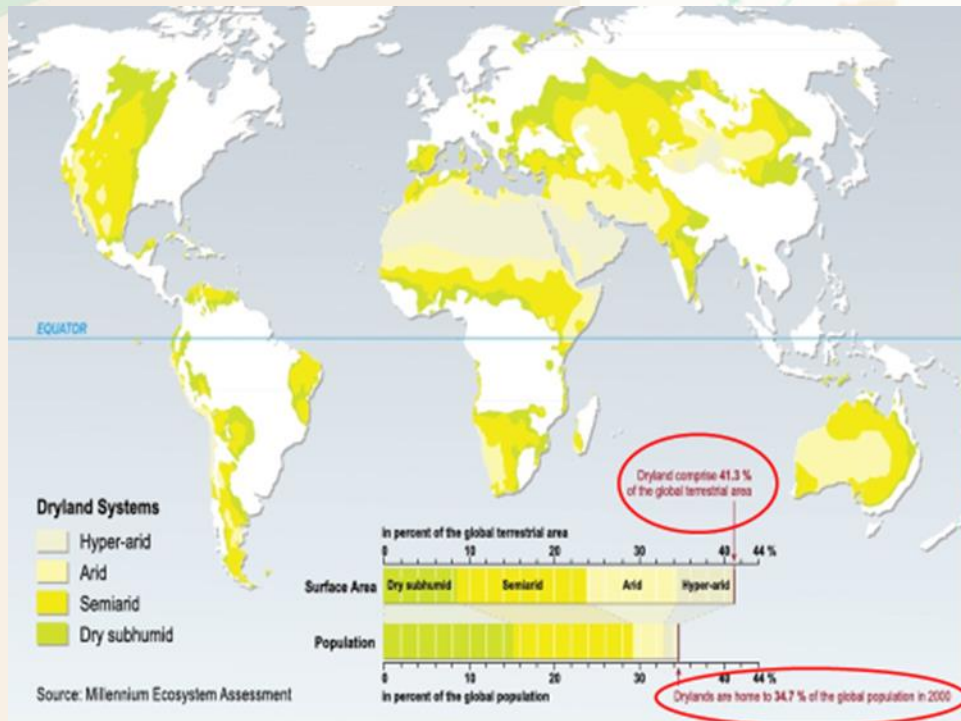 EQUATOR
Dryland comprise 41.3 %
of the global terrestrial area
Dryland Systems
Hyper-arid
Arid
Semiarid
Dry subhumid
in percent of the global terrestrial area
0 10 20 30 40 44 %
Surface Area Dry subhumid Semiarid Arid Hyper-arid
Population
0 10 20 30 40 44 %
in percent of the global population
Drylands are home to 34.7 % of the global population in 2000
Source: Millennium Ecosystem Assessment